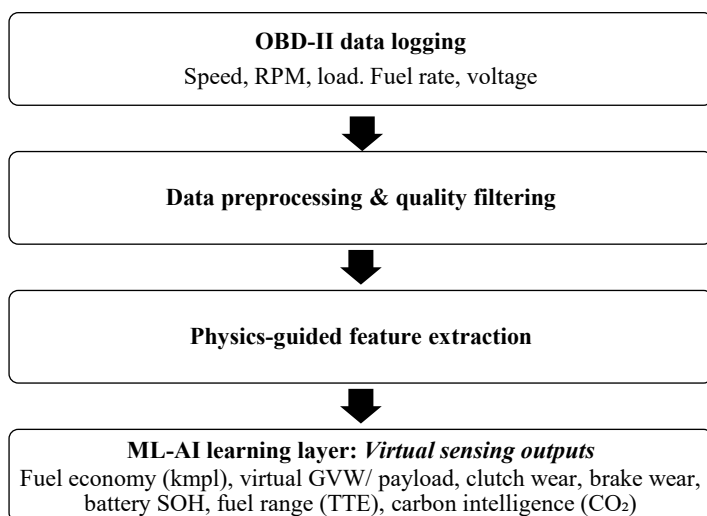 OBD-II data logging
Speed, RPM, load. Fuel rate, voltage
Data preprocessing & quality filtering
Physics-guided feature extraction
ML-AI learning layer: Virtual sensing outputs
Fuel economy (kmpl), virtual GVW/ payload, clutch wear, brake wear,
battery SOH, fuel range (TTE), carbon intelligence (CO₂)